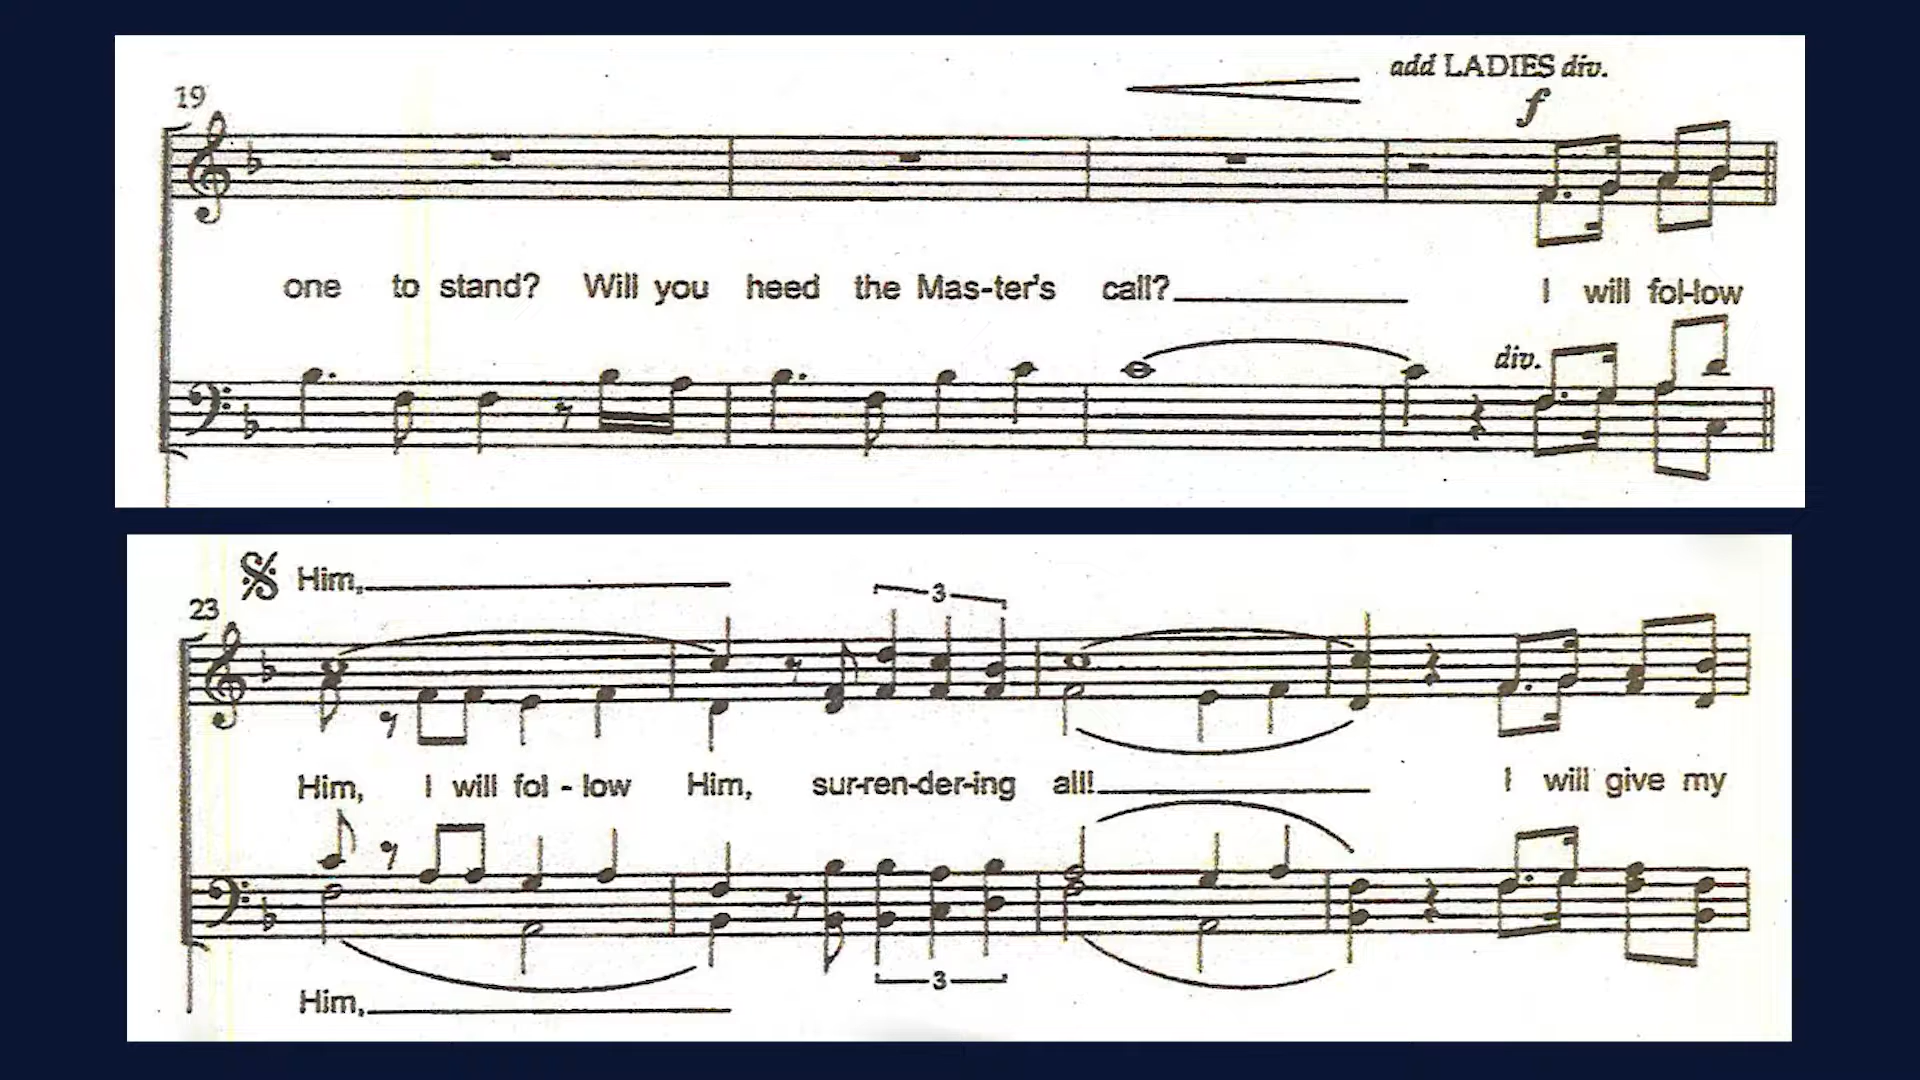 add LADIES div.
19
f
one to stand? Will you heed the Mas-ter's call?
I will fol-low
div.
Him,
23
3
Him, I will fol - low Him, sur-ren-der-ing all! I will give my
3
Him,